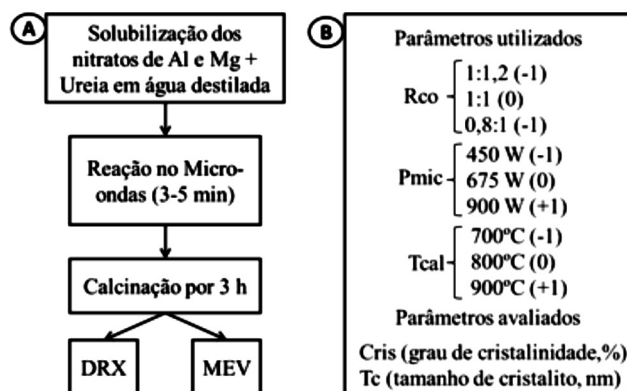 A
Solubilização dos
nitratos de Al e Mg +
Ureia em água destilada
Reação no Micro-
ondas (3-5 min)
Calcinação por 3 h
DRX
MEV
B
Parâmetros utilizados
Rco
1:1,2 (-1)
1:1 (0)
0,8:1 (-1)
Pmic
450 W (-1)
675 W (0)
900 W (+1)
Tcal
700ºC (-1)
800ºC (0)
900ºC (+1)
Parâmetros avaliados
Cris (grau de cristalinidade,%)
Tc (tamanho de cristalito, nm)